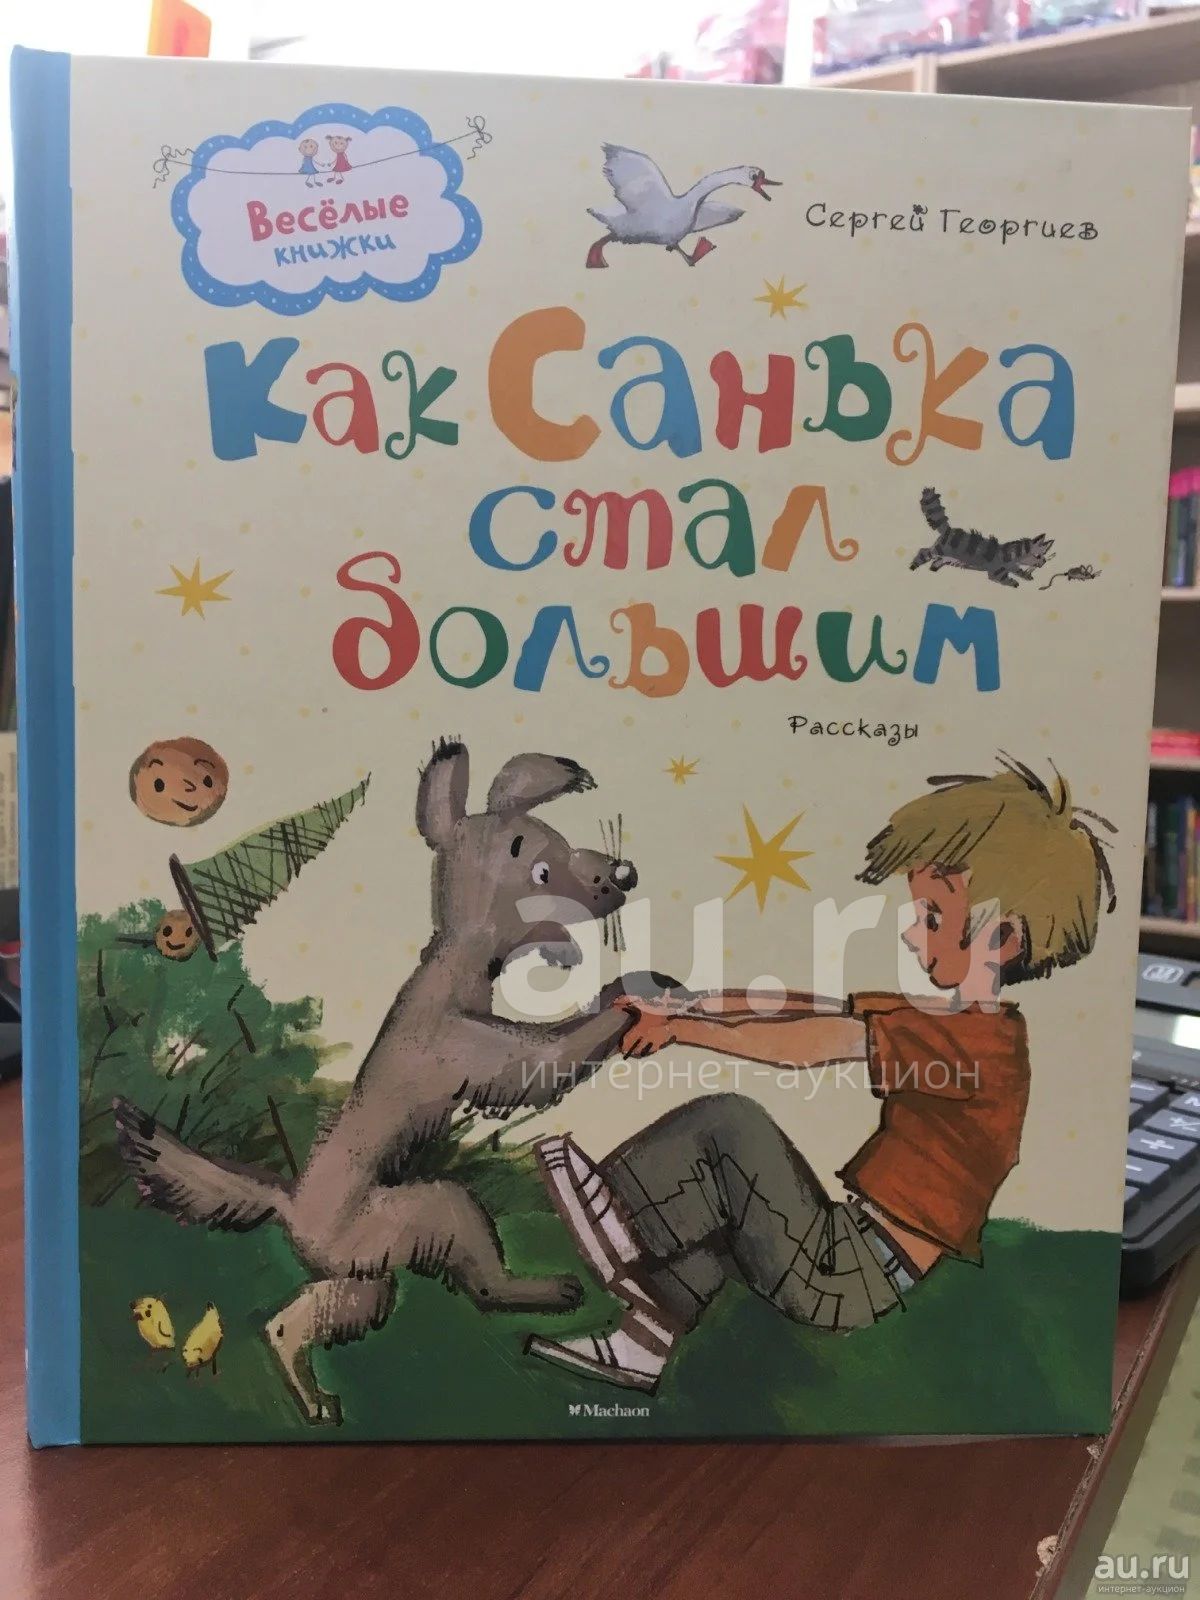 Весёлые
книжки
Сергей Георгиев
Как Санька
стал
большим
Рассказы
au.ru
интернет-аукцион
Machaon
au.ru
интернет-аукцион